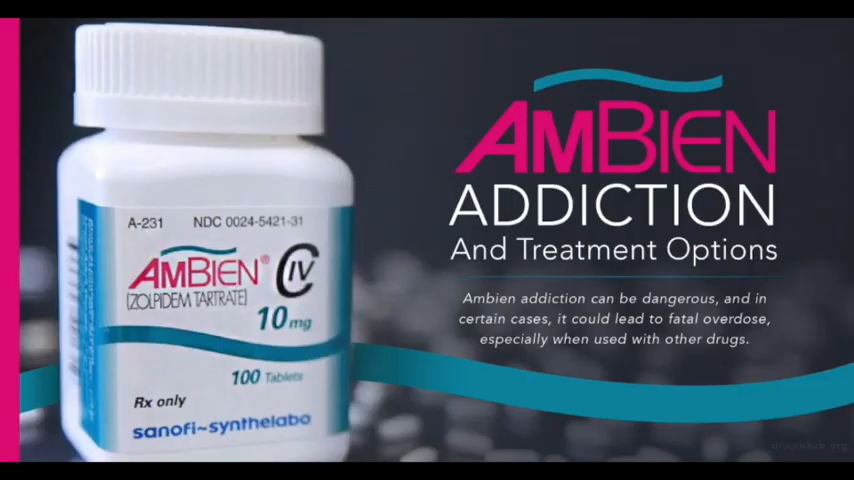 A-231 NDC 0024-5421-31
AMBIEN® CIV
(ZOLPIDEM TARTRATE)
10 mg
100 Tablets
Rx only
sanofi~synthelabo
AMBIEN
ADDICTION
And Treatment Options
Ambien addiction can be dangerous, and in
certain cases, it could lead to fatal overdose,
especially when used with other drugs.